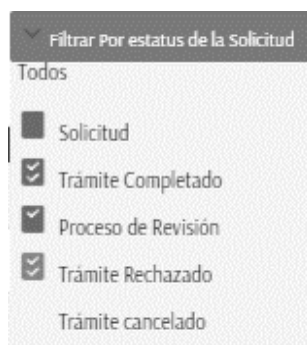 Filtrar Por estatus de la Solicitud
Todos
Solicitud
Trámite Completado
Proceso de Revisión
Trámite Rechazado
Trámite cancelado